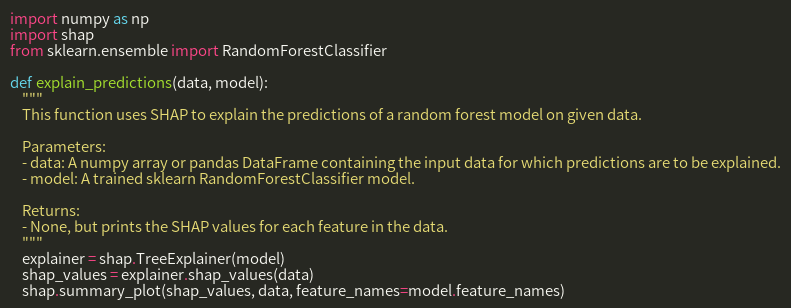 import numpy as np
import shap
from sklearn.ensemble import RandomForestClassifier

def explain_predictions(data, model):
    """
    This function uses SHAP to explain the predictions of a random forest model on given data.

    Parameters:
    - data: A numpy array or pandas DataFrame containing the input data for which predictions are to be explained.
    - model: A trained sklearn RandomForestClassifier model.

    Returns:
    - None, but prints the SHAP values for each feature in the data.
    """
    explainer = shap.TreeExplainer(model)
    shap_values = explainer.shap_values(data)
    shap.summary_plot(shap_values, data, feature_names=model.feature_names)